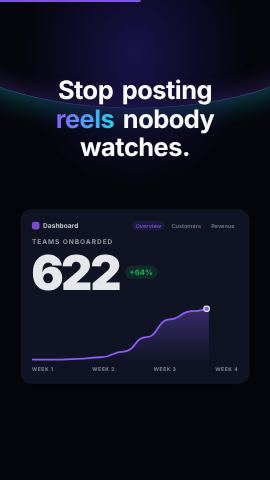 Stop posting
reels nobody
watches.
Dashboard
Overview Customers Revenue
TEAMS ONBOARDED
622 +64%
WEEK 1 WEEK 2 WEEK 3 WEEK 4